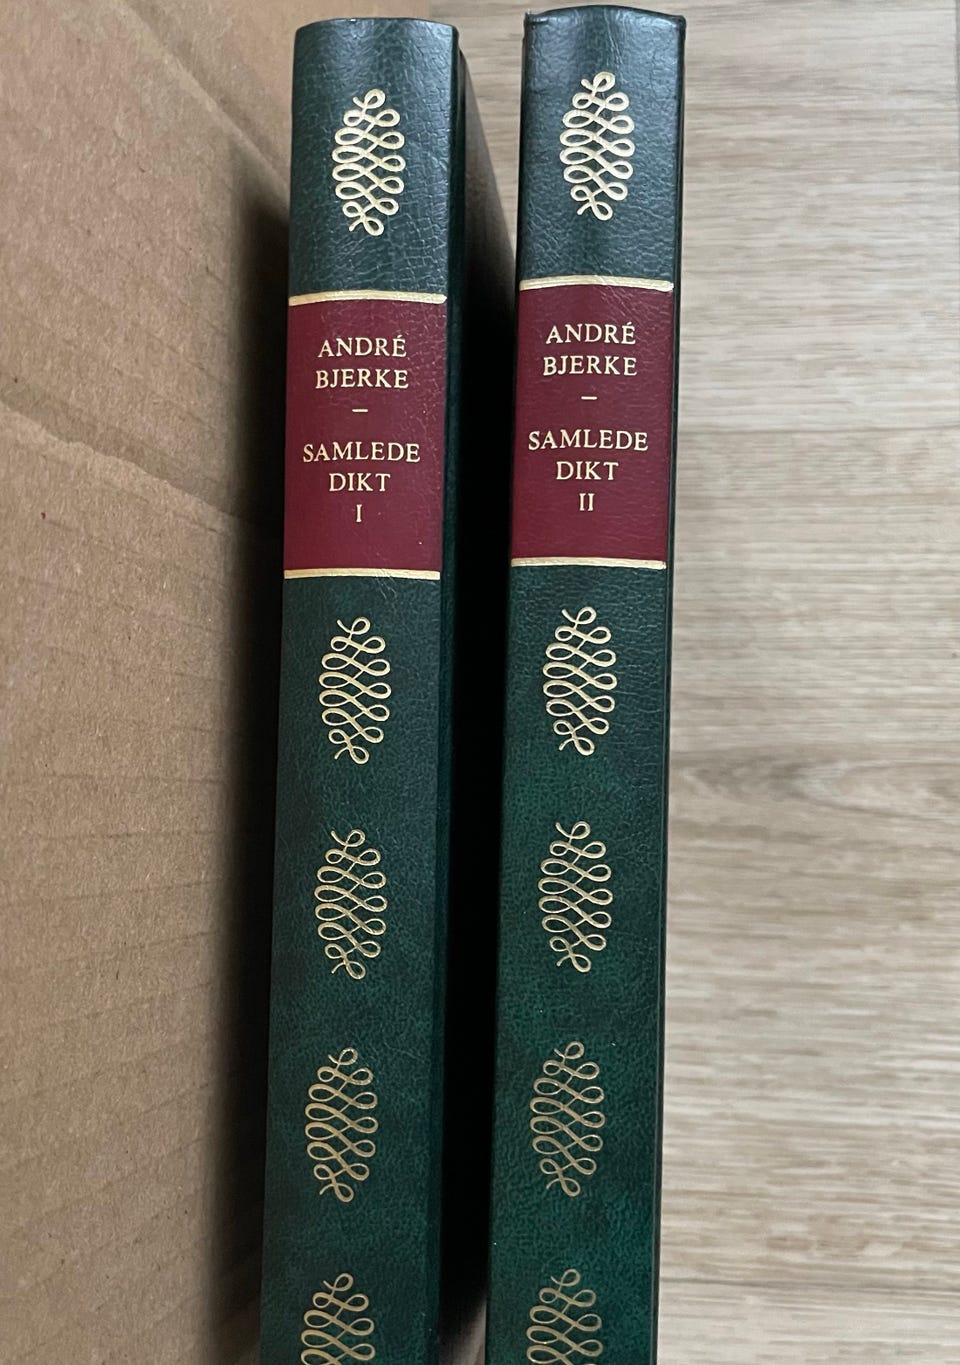 ANDRÉ
BJERKE
–
SAMLEDE
DIKT
I
ANDRÉ
BJERKE
–
SAMLEDE
DIKT
II